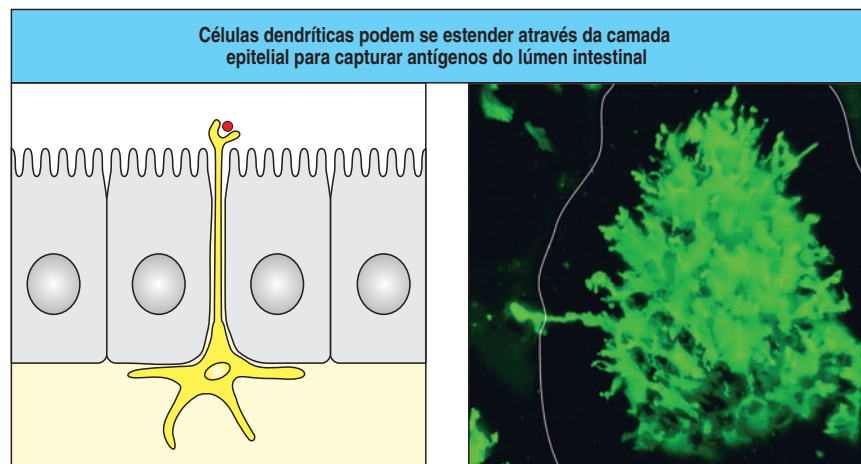 Células dendríticas podem se estender através da camada
epitelial para capturar antígenos do lúmen intestinal